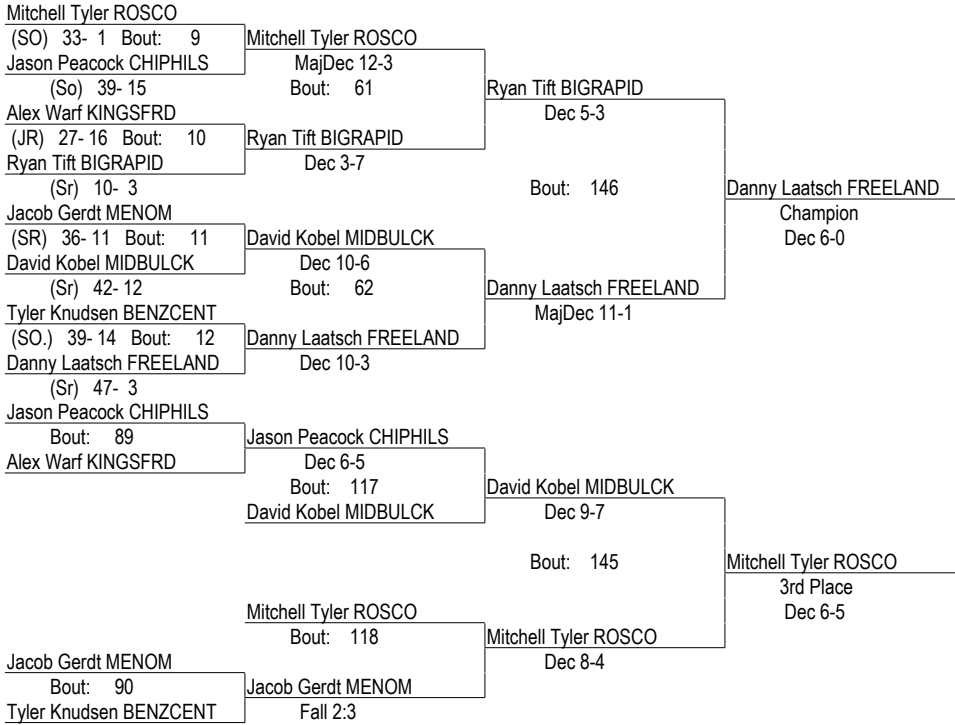 Mitchell Tyler ROSCO
(SO) 33- 1 Bout: 9 Mitchell Tyler ROSCO
Jason Peacock CHIPHILS MajDec 12-3
(So) 39- 15 Bout: 61 Ryan Tift BIGRAPID
Alex Warf KINGSFRD Dec 5-3
(JR) 27- 16 Bout: 10 Ryan Tift BIGRAPID
Ryan Tift BIGRAPID Dec 3-7
(Sr) 10- 3 Bout: 146 Danny Laatsch FREELAND
Jacob Gerdt MENOM Champion
(SR) 36- 11 Bout: 11 David Kobel MIDBULCK Dec 6-0
David Kobel MIDBULCK Dec 10-6
(Sr) 42- 12 Bout: 62 Danny Laatsch FREELAND
Tyler Knudsen BENZCENT MajDec 11-1
(SO.) 39- 14 Bout: 12 Danny Laatsch FREELAND
Danny Laatsch FREELAND Dec 10-3
(Sr) 47- 3
Jason Peacock CHIPHILS
Bout: 89 Jason Peacock CHIPHILS
Alex Warf KINGSFRD Dec 6-5
Bout: 117 David Kobel MIDBULCK
David Kobel MIDBULCK Dec 9-7
Bout: 145 Mitchell Tyler ROSCO
3rd Place
Mitchell Tyler ROSCO Dec 6-5
Bout: 118 Mitchell Tyler ROSCO
Jacob Gerdt MENOM Dec 8-4
Bout: 90 Jacob Gerdt MENOM
Tyler Knudsen BENZCENT Fall 2:3